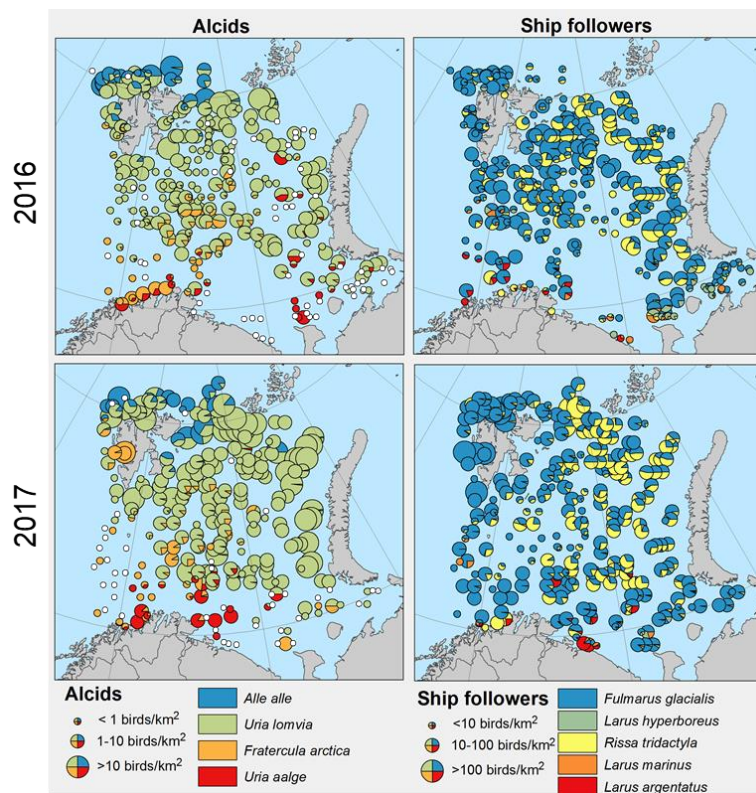 Alcids
Ship followers
2016
2017
Alcids
< 1 birds/km²
1-10 birds/km²
>10 birds/km²
Alle alle
Uria lomvia
Fratercula arctica
Uria aalge
Ship followers
<10 birds/km²
10-100 birds/km²
>100 birds/km²
Fulmarus glacialis
Larus hyperboreus
Rissa tridactyla
Larus marinus
Larus argentatus